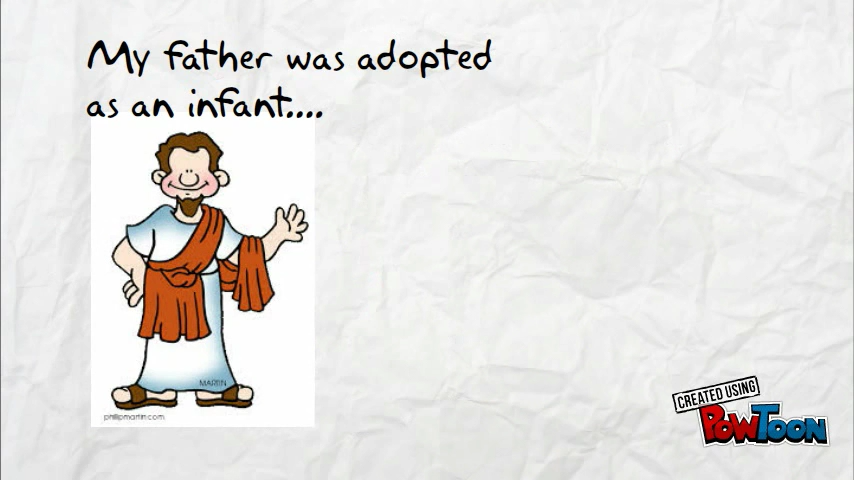 My father was adopted
as an infant....
MARTIN
phillipmartin.com
CREATED USING
POWTOON